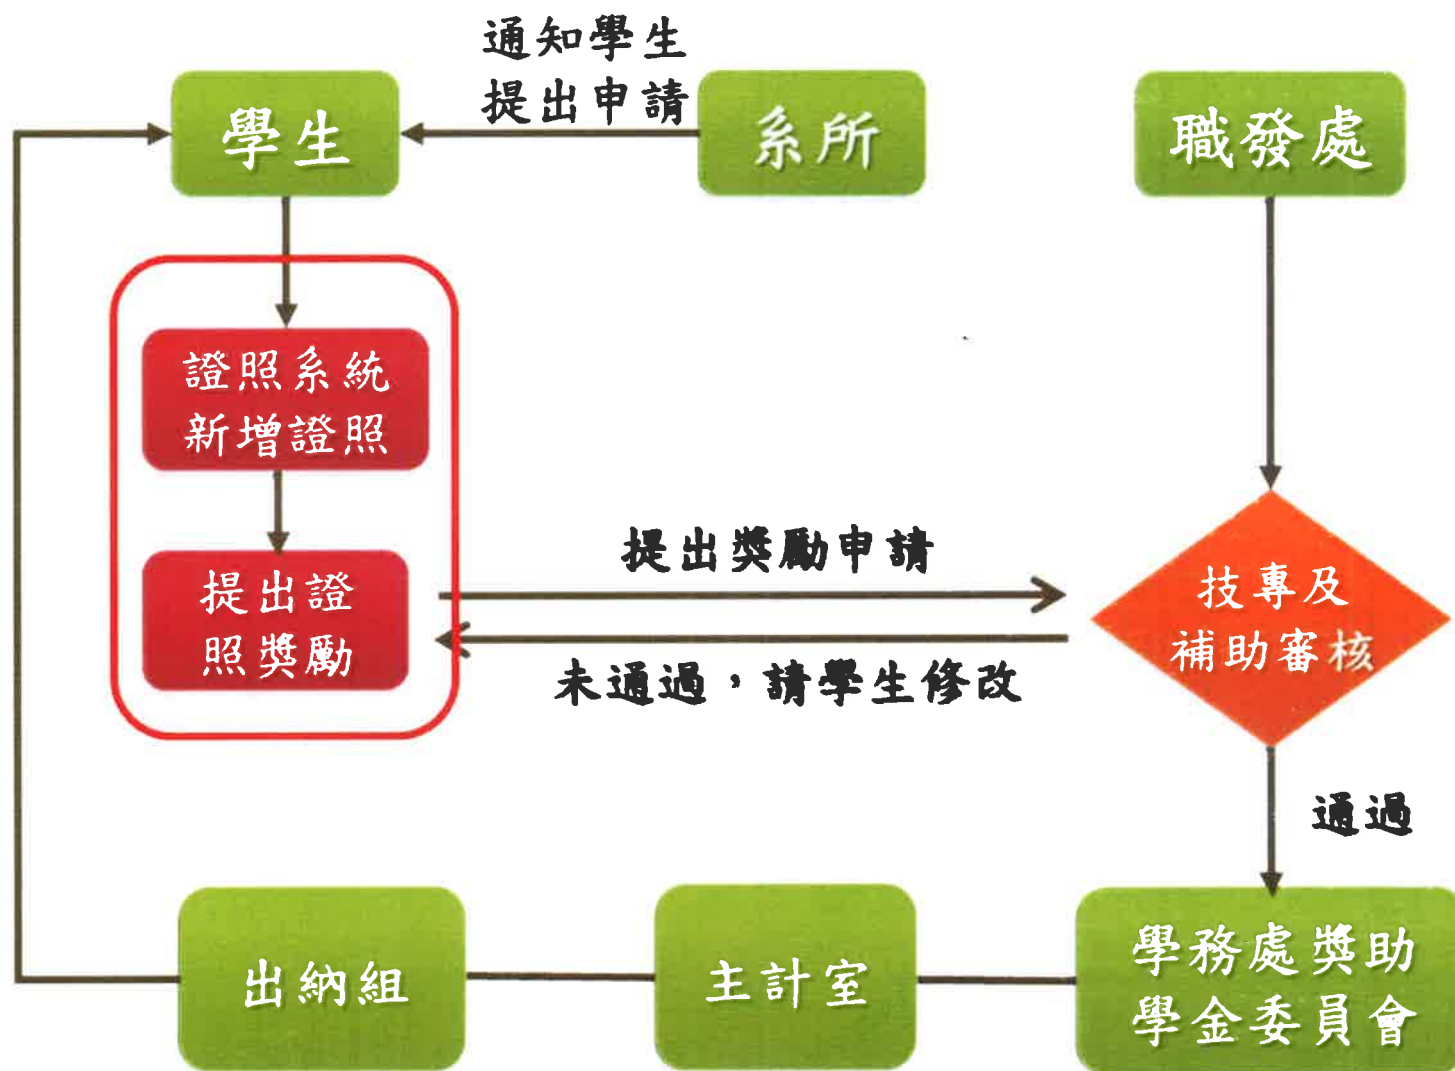 通知學生
提出申請
學生
系所
職發處
證照系統
新增證照
提出證
照獎勵
提出獎勵申請
未通過，請學生修改
技專及
補助審核
通過
出納組
主計室
學務處獎助
學金委員會